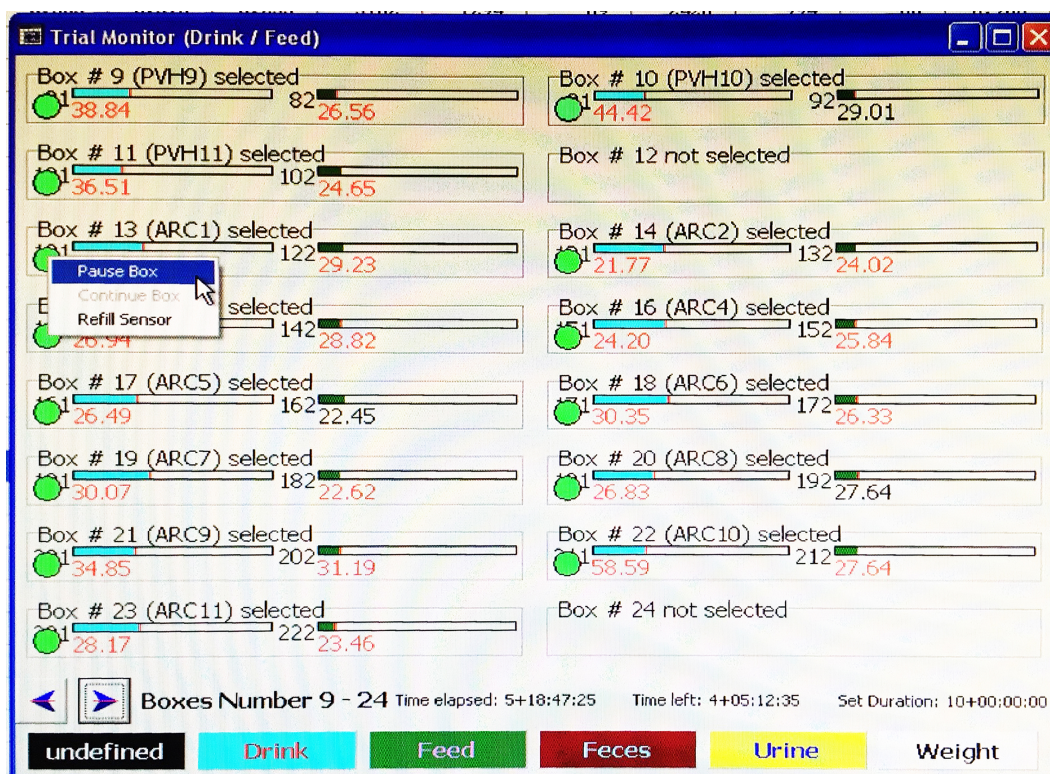 Trial Monitor (Drink / Feed)
Box # 9 (PVH9) selected
38.84 82 26.56
Box # 10 (PVH10) selected
44.42 92 29.01
Box # 11 (PVH11) selected
36.51 102 24.65
Box # 12 not selected
Box # 13 (ARC1) selected
122 29.23
Box # 14 (ARC2) selected
21.77 132 24.02
Pause Box
Continue Box
Refill Sensor
selected
26.94 142 28.82
Box # 16 (ARC4) selected
24.20 152 25.84
Box # 17 (ARC5) selected
26.49 162 22.45
Box # 18 (ARC6) selected
30.35 172 26.33
Box # 19 (ARC7) selected
30.07 182 22.62
Box # 20 (ARC8) selected
26.83 192 27.64
Box # 21 (ARC9) selected
34.85 202 31.19
Box # 22 (ARC10) selected
58.59 212 27.64
Box # 23 (ARC11) selected
28.17 222 23.46
Box # 24 not selected
Boxes Number 9 - 24 Time elapsed: 5+18:47:25 Time left: 4+05:12:35 Set Duration: 10+00:00:00
undefined Drink Feed Feces Urine Weight